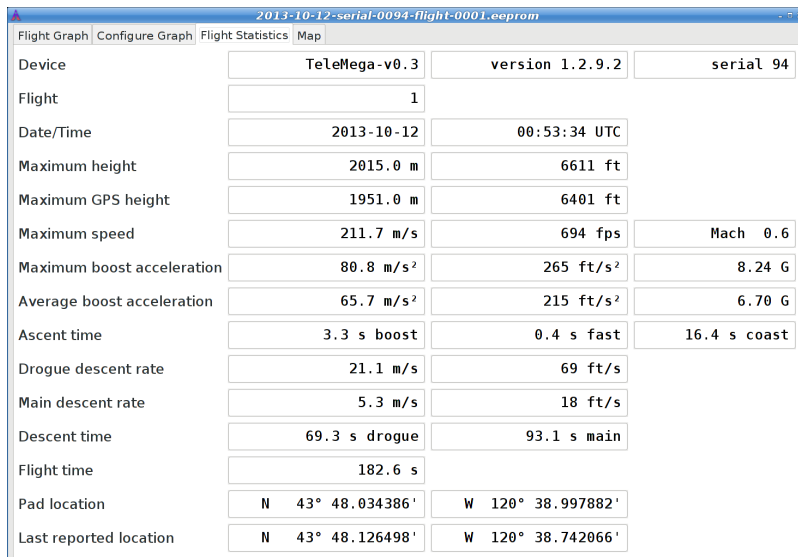 2013-10-12-serial-0094-flight-0001.eeprom
Flight Graph Configure Graph Flight Statistics Map
Device TeleMega-v0.3 version 1.2.9.2 serial 94
Flight 1
Date/Time 2013-10-12 00:53:34 UTC
Maximum height 2015.0 m 6611 ft
Maximum GPS height 1951.0 m 6401 ft
Maximum speed 211.7 m/s 694 fps Mach 0.6
Maximum boost acceleration 80.8 m/s² 265 ft/s² 8.24 G
Average boost acceleration 65.7 m/s² 215 ft/s² 6.70 G
Ascent time 3.3 s boost 0.4 s fast 16.4 s coast
Drogue descent rate 21.1 m/s 69 ft/s
Main descent rate 5.3 m/s 18 ft/s
Descent time 69.3 s drogue 93.1 s main
Flight time 182.6 s
Pad location N 43° 48.034386' W 120° 38.997882'
Last reported location N 43° 48.126498' W 120° 38.742066'